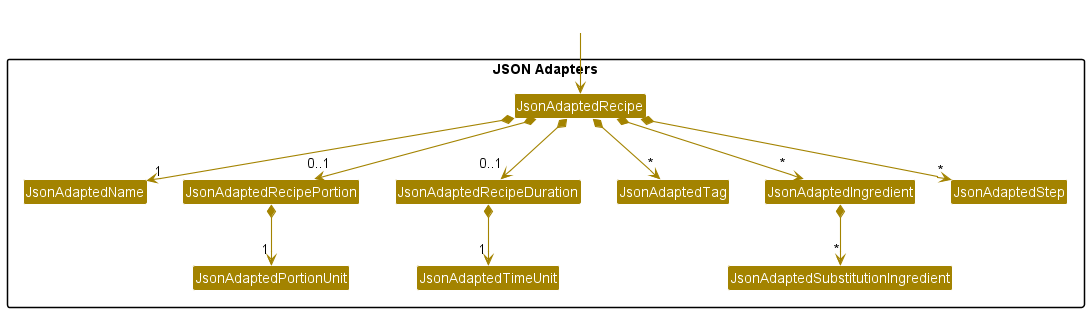 JSON Adapters
JsonAdaptedRecipe
1
0..1
0..1
*
*
*
JsonAdaptedName
JsonAdaptedRecipePortion
JsonAdaptedRecipeDuration
JsonAdaptedTag
JsonAdaptedIngredient
JsonAdaptedStep
1
1
*
JsonAdaptedPortionUnit
JsonAdaptedTimeUnit
JsonAdaptedSubstitutionIngredient